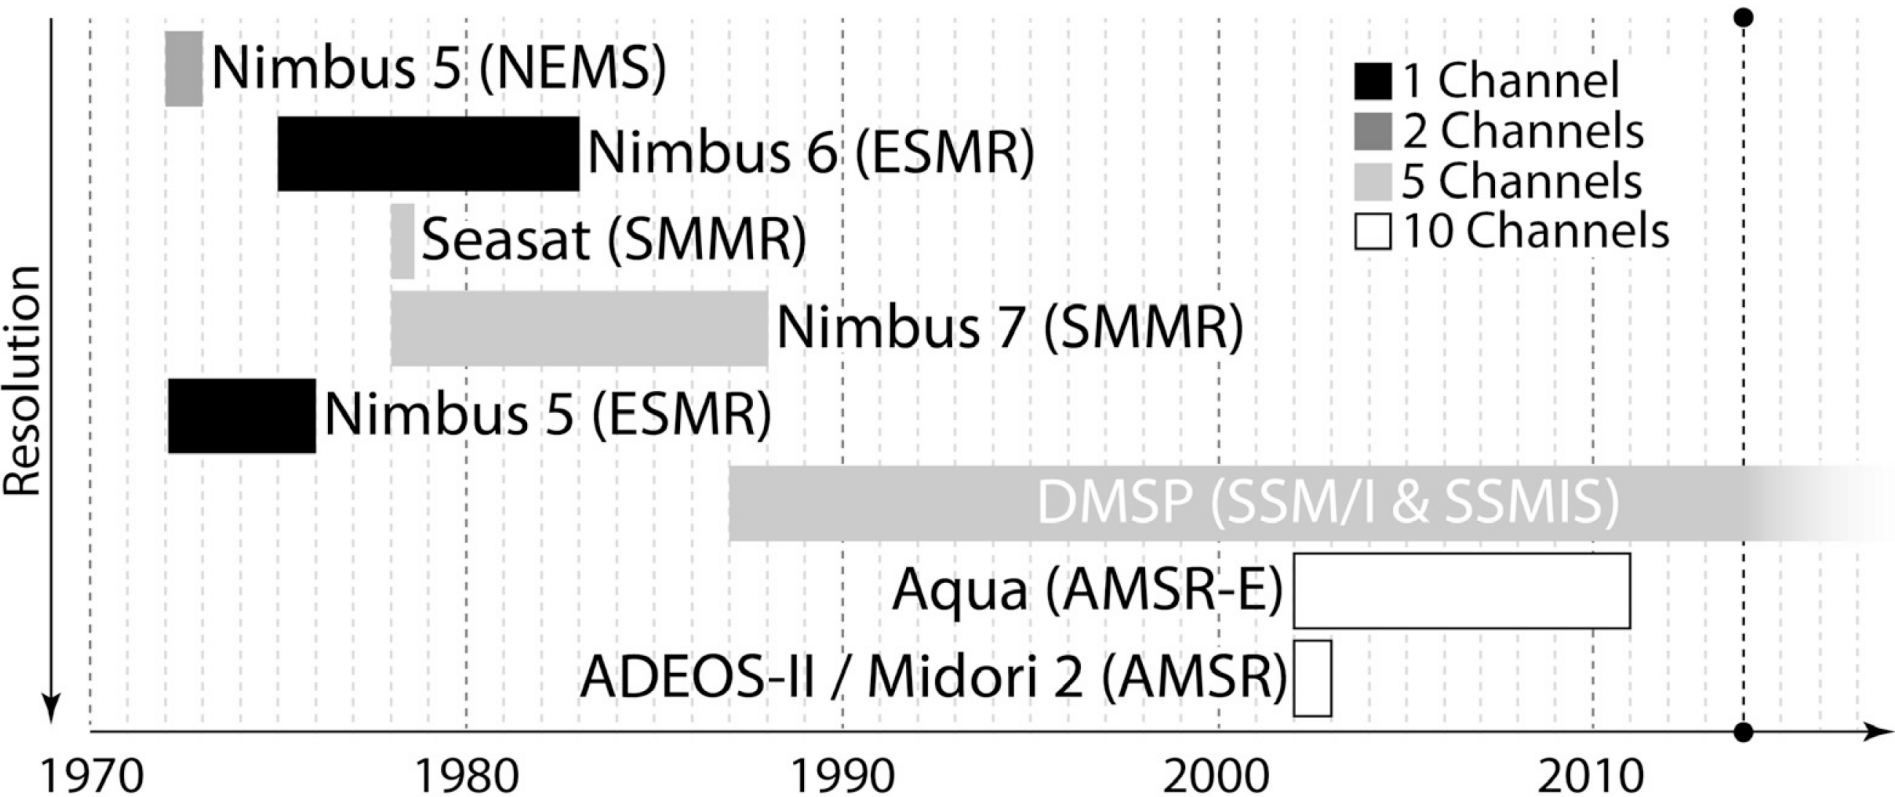 Nimbus 5 (NEMS)
1 Channel
2 Channels
5 Channels
10 Channels
Nimbus 6 (ESMR)
Seasat (SMMR)
Nimbus 7 (SMMR)
Nimbus 5 (ESMR)
DMSP (SSM/I & SSMIS)
Aqua (AMSR-E)
ADEOS-II / Midori 2 (AMSR)
Resolution
1970 1980 1990 2000 2010